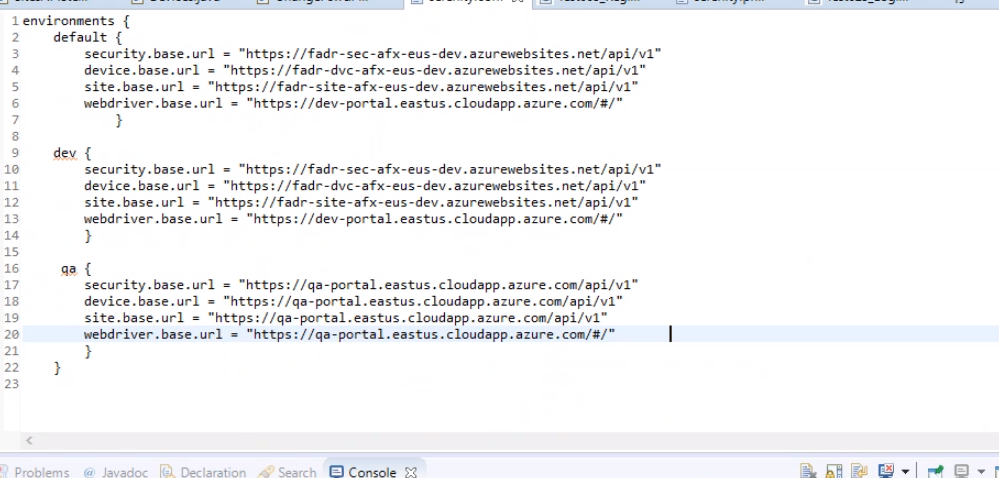 1 environments {
2 default {
3 security.base.url = "https://fadr-sec-afx-eus-dev.azurewebsites.net/api/v1"
4 device.base.url = "https://fadr-dvc-afx-eus-dev.azurewebsites.net/api/v1"
5 site.base.url = "https://fadr-site-afx-eus-dev.azurewebsites.net/api/v1"
6 webdriver.base.url = "https://dev-portal.eastus.cloudapp.azure.com/#/"
7 }
8
9 dev {
10 security.base.url = "https://fadr-sec-afx-eus-dev.azurewebsites.net/api/v1"
11 device.base.url = "https://fadr-dvc-afx-eus-dev.azurewebsites.net/api/v1"
12 site.base.url = "https://fadr-site-afx-eus-dev.azurewebsites.net/api/v1"
13 webdriver.base.url = "https://dev-portal.eastus.cloudapp.azure.com/#/"
14 }
15
16 qa {
17 security.base.url = "https://qa-portal.eastus.cloudapp.azure.com/api/v1"
18 device.base.url = "https://qa-portal.eastus.cloudapp.azure.com/api/v1"
19 site.base.url = "https://qa-portal.eastus.cloudapp.azure.com/api/v1"
20 webdriver.base.url = "https://qa-portal.eastus.cloudapp.azure.com/#/"
21 }
22 }
23
Problems @ Javadoc Declaration Search Console